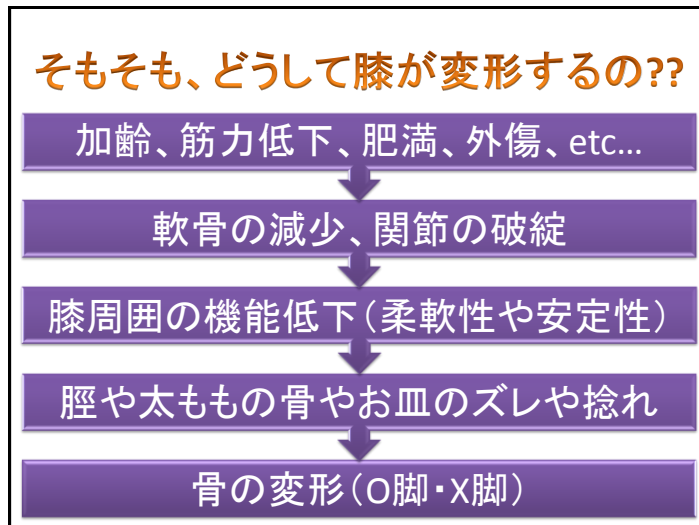 そもそも、どうして膝が変形するの??
加齢、筋力低下、肥満、外傷、etc…
軟骨の減少、関節の破綻
膝周囲の機能低下（柔軟性や安定性）
脛や太ももの骨やお皿のズレや捻れ
骨の変形（O脚・X脚）